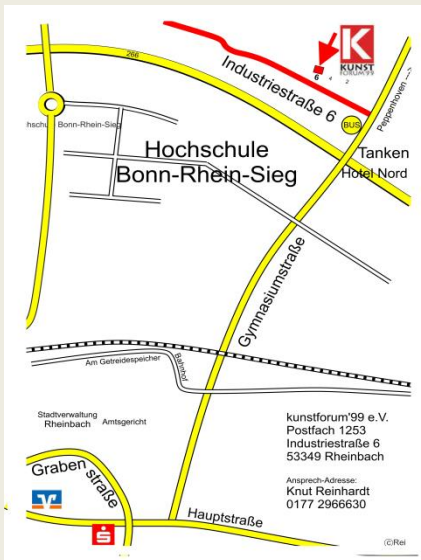 266
Industriestraße 6
KUNST
FORUM'99
6
4
2
BUS
Peppenhoven
hschu
Bonn-Rhein-Sieg
Hochschule
Bonn-Rhein-Sieg
Tanken
Hotel Nord
Gymnasiumstraße
Am Getreidespeicher
Bahnhof
Stadtverwaltung
Rheinbach
Amtsgericht
kunstforum'99 e.V.
Postfach 1253
Industriestraße 6
53349 Rheinbach
Ansprech-Adresse:
Knut Reinhardt
0177 2966630
Graben
straße
Hauptstraße
(c)Rei